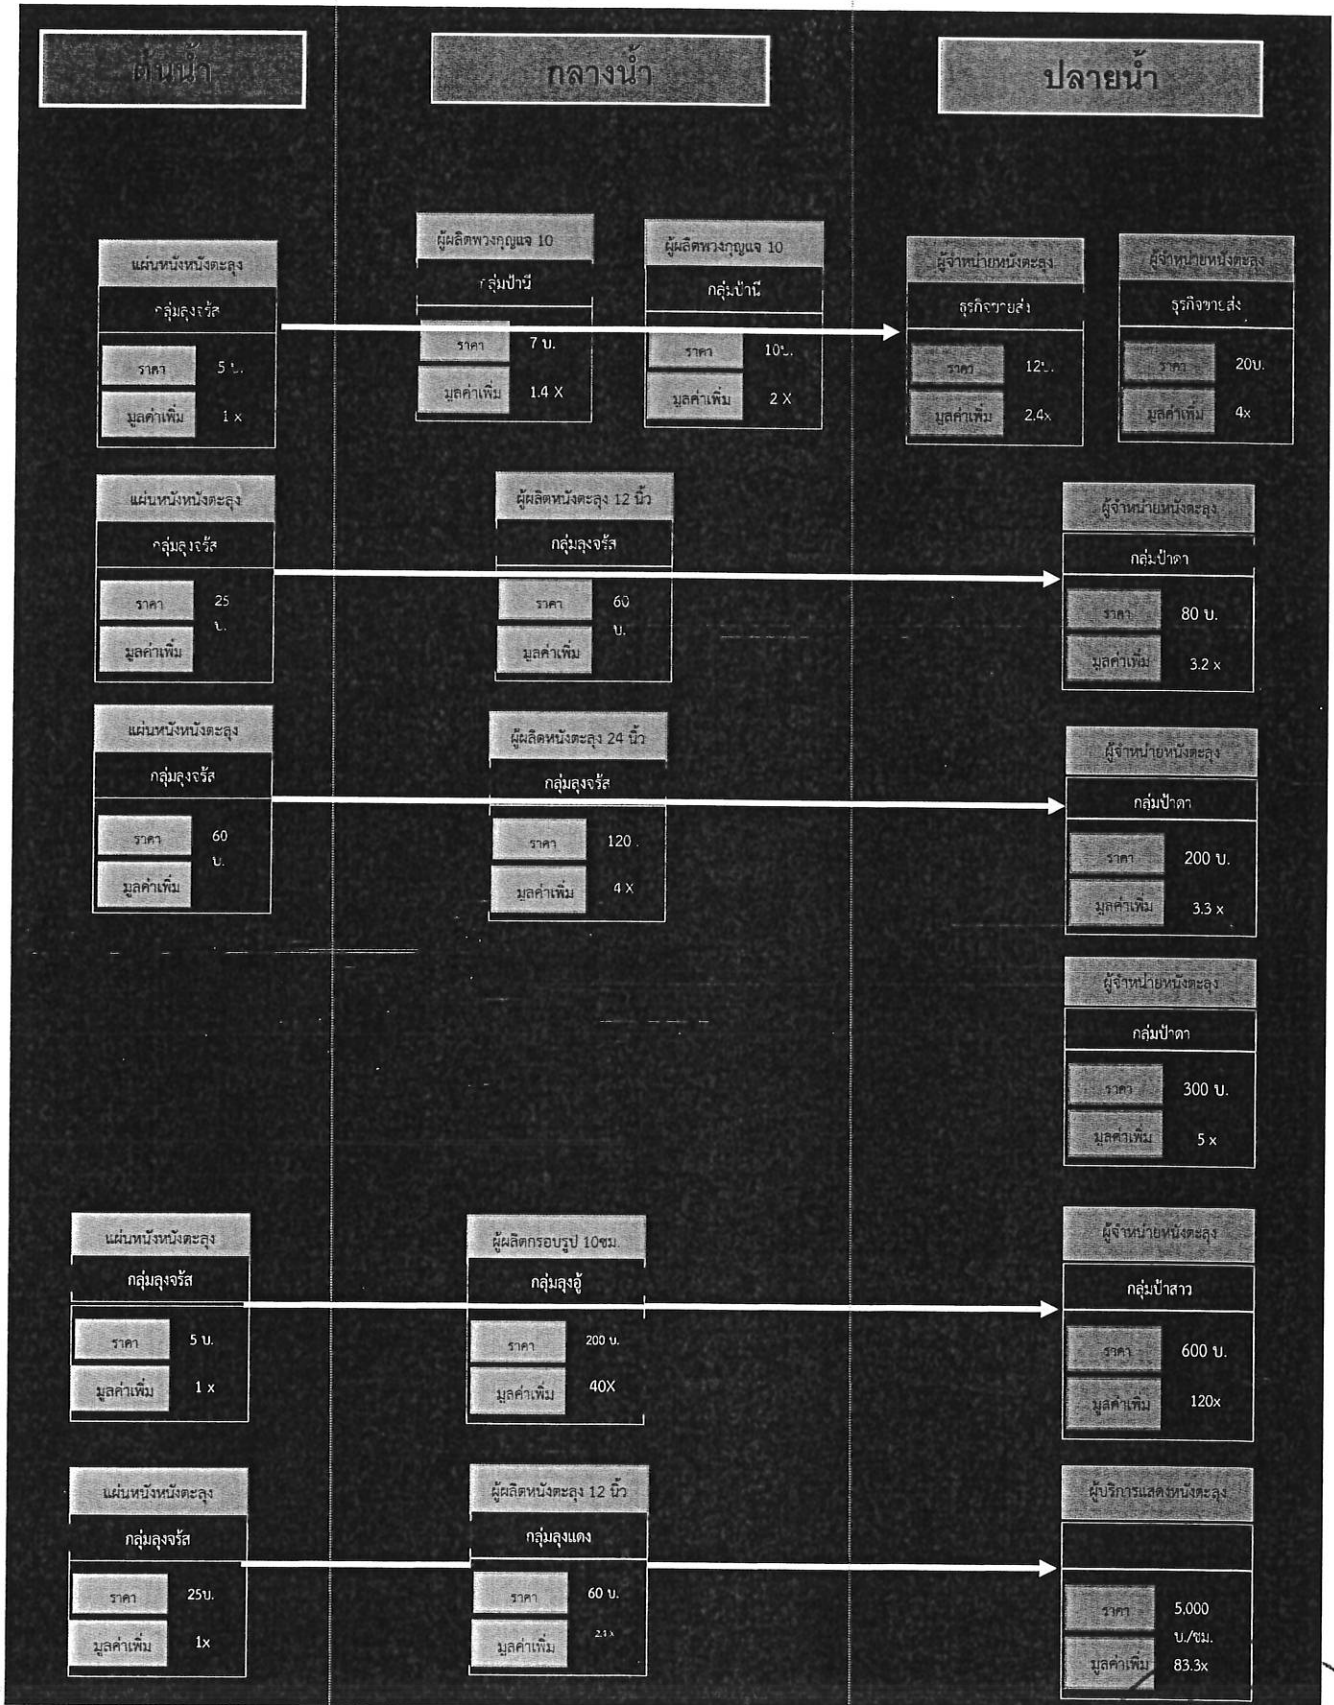 ต้นน้ำ
กลางน้ำ
ปลายน้ำ
แผ่นหนังหนังตะลุง
กลุ่มลุงจรัส
ราคา 5 บ.
มูลค่าเพิ่ม 1 x
ผู้ผลิตพวงกุญแจ 10
กลุ่มป้านี
ราคา 7 บ.
มูลค่าเพิ่ม 1.4 X
ผู้ผลิตพวงกุญแจ 10
กลุ่มป้านี
ราคา 10บ.
มูลค่าเพิ่ม 2 X
ผู้จำหน่ายหนังตะลุง
ธุรกิจขายส่ง
ราคา 12บ.
มูลค่าเพิ่ม 2.4x
ผู้จำหน่ายหนังตะลุง
ธุรกิจขายส่ง
ราคา 20บ.
มูลค่าเพิ่ม 4x
แผ่นหนังหนังตะลุง
กลุ่มลุงจรัส
ราคา 25
บ.
มูลค่าเพิ่ม
ผู้ผลิตหนังตะลุง 12 นิ้ว
กลุ่มลุงจรัส
ราคา 60
บ.
มูลค่าเพิ่ม
ผู้จำหน่ายหนังตะลุง
กลุ่มป้าดา
ราคา 80 บ.
มูลค่าเพิ่ม 3.2 x
แผ่นหนังหนังตะลุง
กลุ่มลุงจรัส
ราคา 60
บ.
มูลค่าเพิ่ม
ผู้ผลิตหนังตะลุง 24 นิ้ว
กลุ่มลุงจรัส
ราคา 120
มูลค่าเพิ่ม 4 X
ผู้จำหน่ายหนังตะลุง
กลุ่มป้าดา
ราคา 200 บ.
มูลค่าเพิ่ม 3.3 x
ผู้จำหน่ายหนังตะลุง
กลุ่มป้าดา
ราคา 300 บ.
มูลค่าเพิ่ม 5 x
แผ่นหนังหนังตะลุง
กลุ่มลุงจรัส
ราคา 5 บ.
มูลค่าเพิ่ม 1 x
ผู้ผลิตกรอบรูป 10ซม.
กลุ่มลุงอู้
ราคา 200 บ.
มูลค่าเพิ่ม 40X
ผู้จำหน่ายหนังตะลุง
กลุ่มป้าสาว
ราคา 600 บ.
มูลค่าเพิ่ม 120x
แผ่นหนังหนังตะลุง
กลุ่มลุงจรัส
ราคา 25บ.
มูลค่าเพิ่ม 1x
ผู้ผลิตหนังตะลุง 12 นิ้ว
กลุ่มลุงแดง
ราคา 60 บ.
มูลค่าเพิ่ม
ผู้บริการแสดงหนังตะลุง
ราคา 5,000
บ./ชม.
มูลค่าเพิ่ม 83.3x